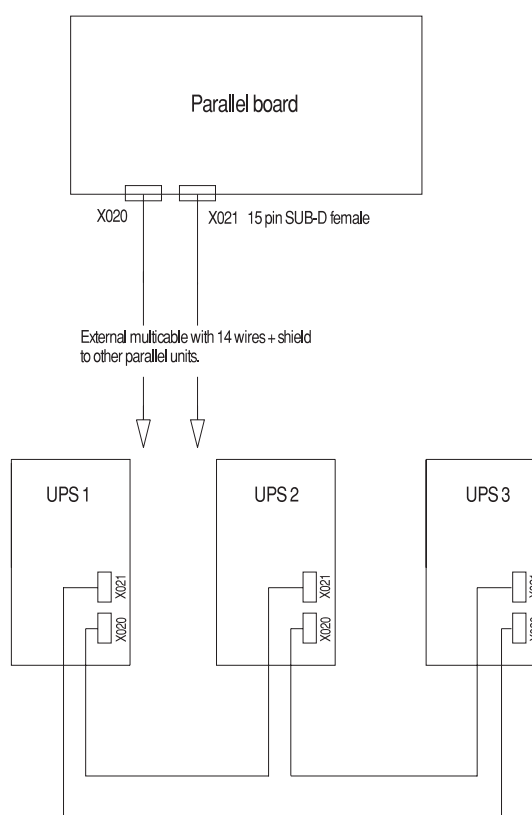 Parallel board
X020
X021 15 pin SUB-D female
External multicable with 14 wires + shield
to other parallel units.
UPS 1
UPS 2
UPS 3
X021
X020
X021
X020